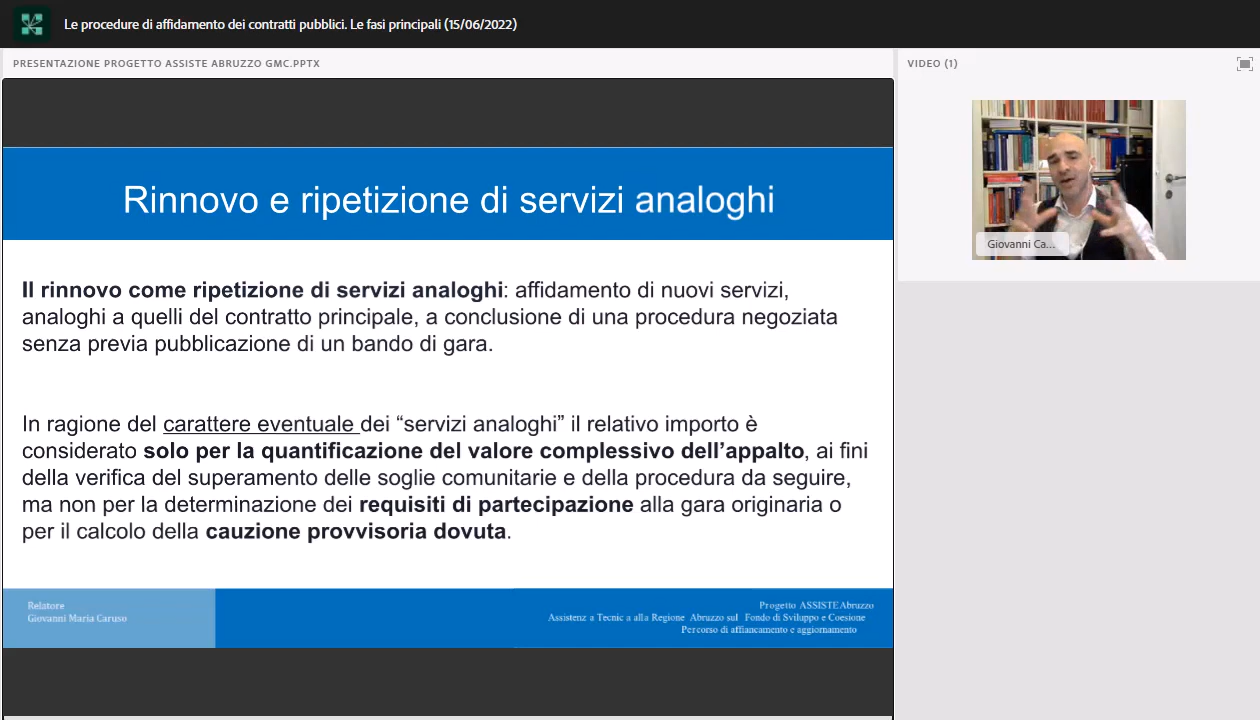 Le procedure di affidamento dei contratti pubblici. Le fasi principali (15/06/2022)
PRESENTAZIONE PROGETTO ASSISTE ABRUZZO GMC.PPTX
VIDEO (1)
Giovanni Ca...
Rinnovo e ripetizione di servizi analoghi
Il rinnovo come ripetizione di servizi analoghi: affidamento di nuovi servizi,
analoghi a quelli del contratto principale, a conclusione di una procedura negoziata
senza previa pubblicazione di un bando di gara.
In ragione del carattere eventuale dei “servizi analoghi” il relativo importo è
considerato solo per la quantificazione del valore complessivo dell’appalto, ai fini
della verifica del superamento delle soglie comunitarie e della procedura da seguire,
ma non per la determinazione dei requisiti di partecipazione alla gara originaria o
per il calcolo della cauzione provvisoria dovuta.
Relatore
Giovanni Maria Caruso
Progetto ASSISTEAbruzzo
Assistenz a Tecnic a alla Regione Abruzzo sul Fondo di Sviluppo e Coesione
Percorso di affiancamento e aggiornamento